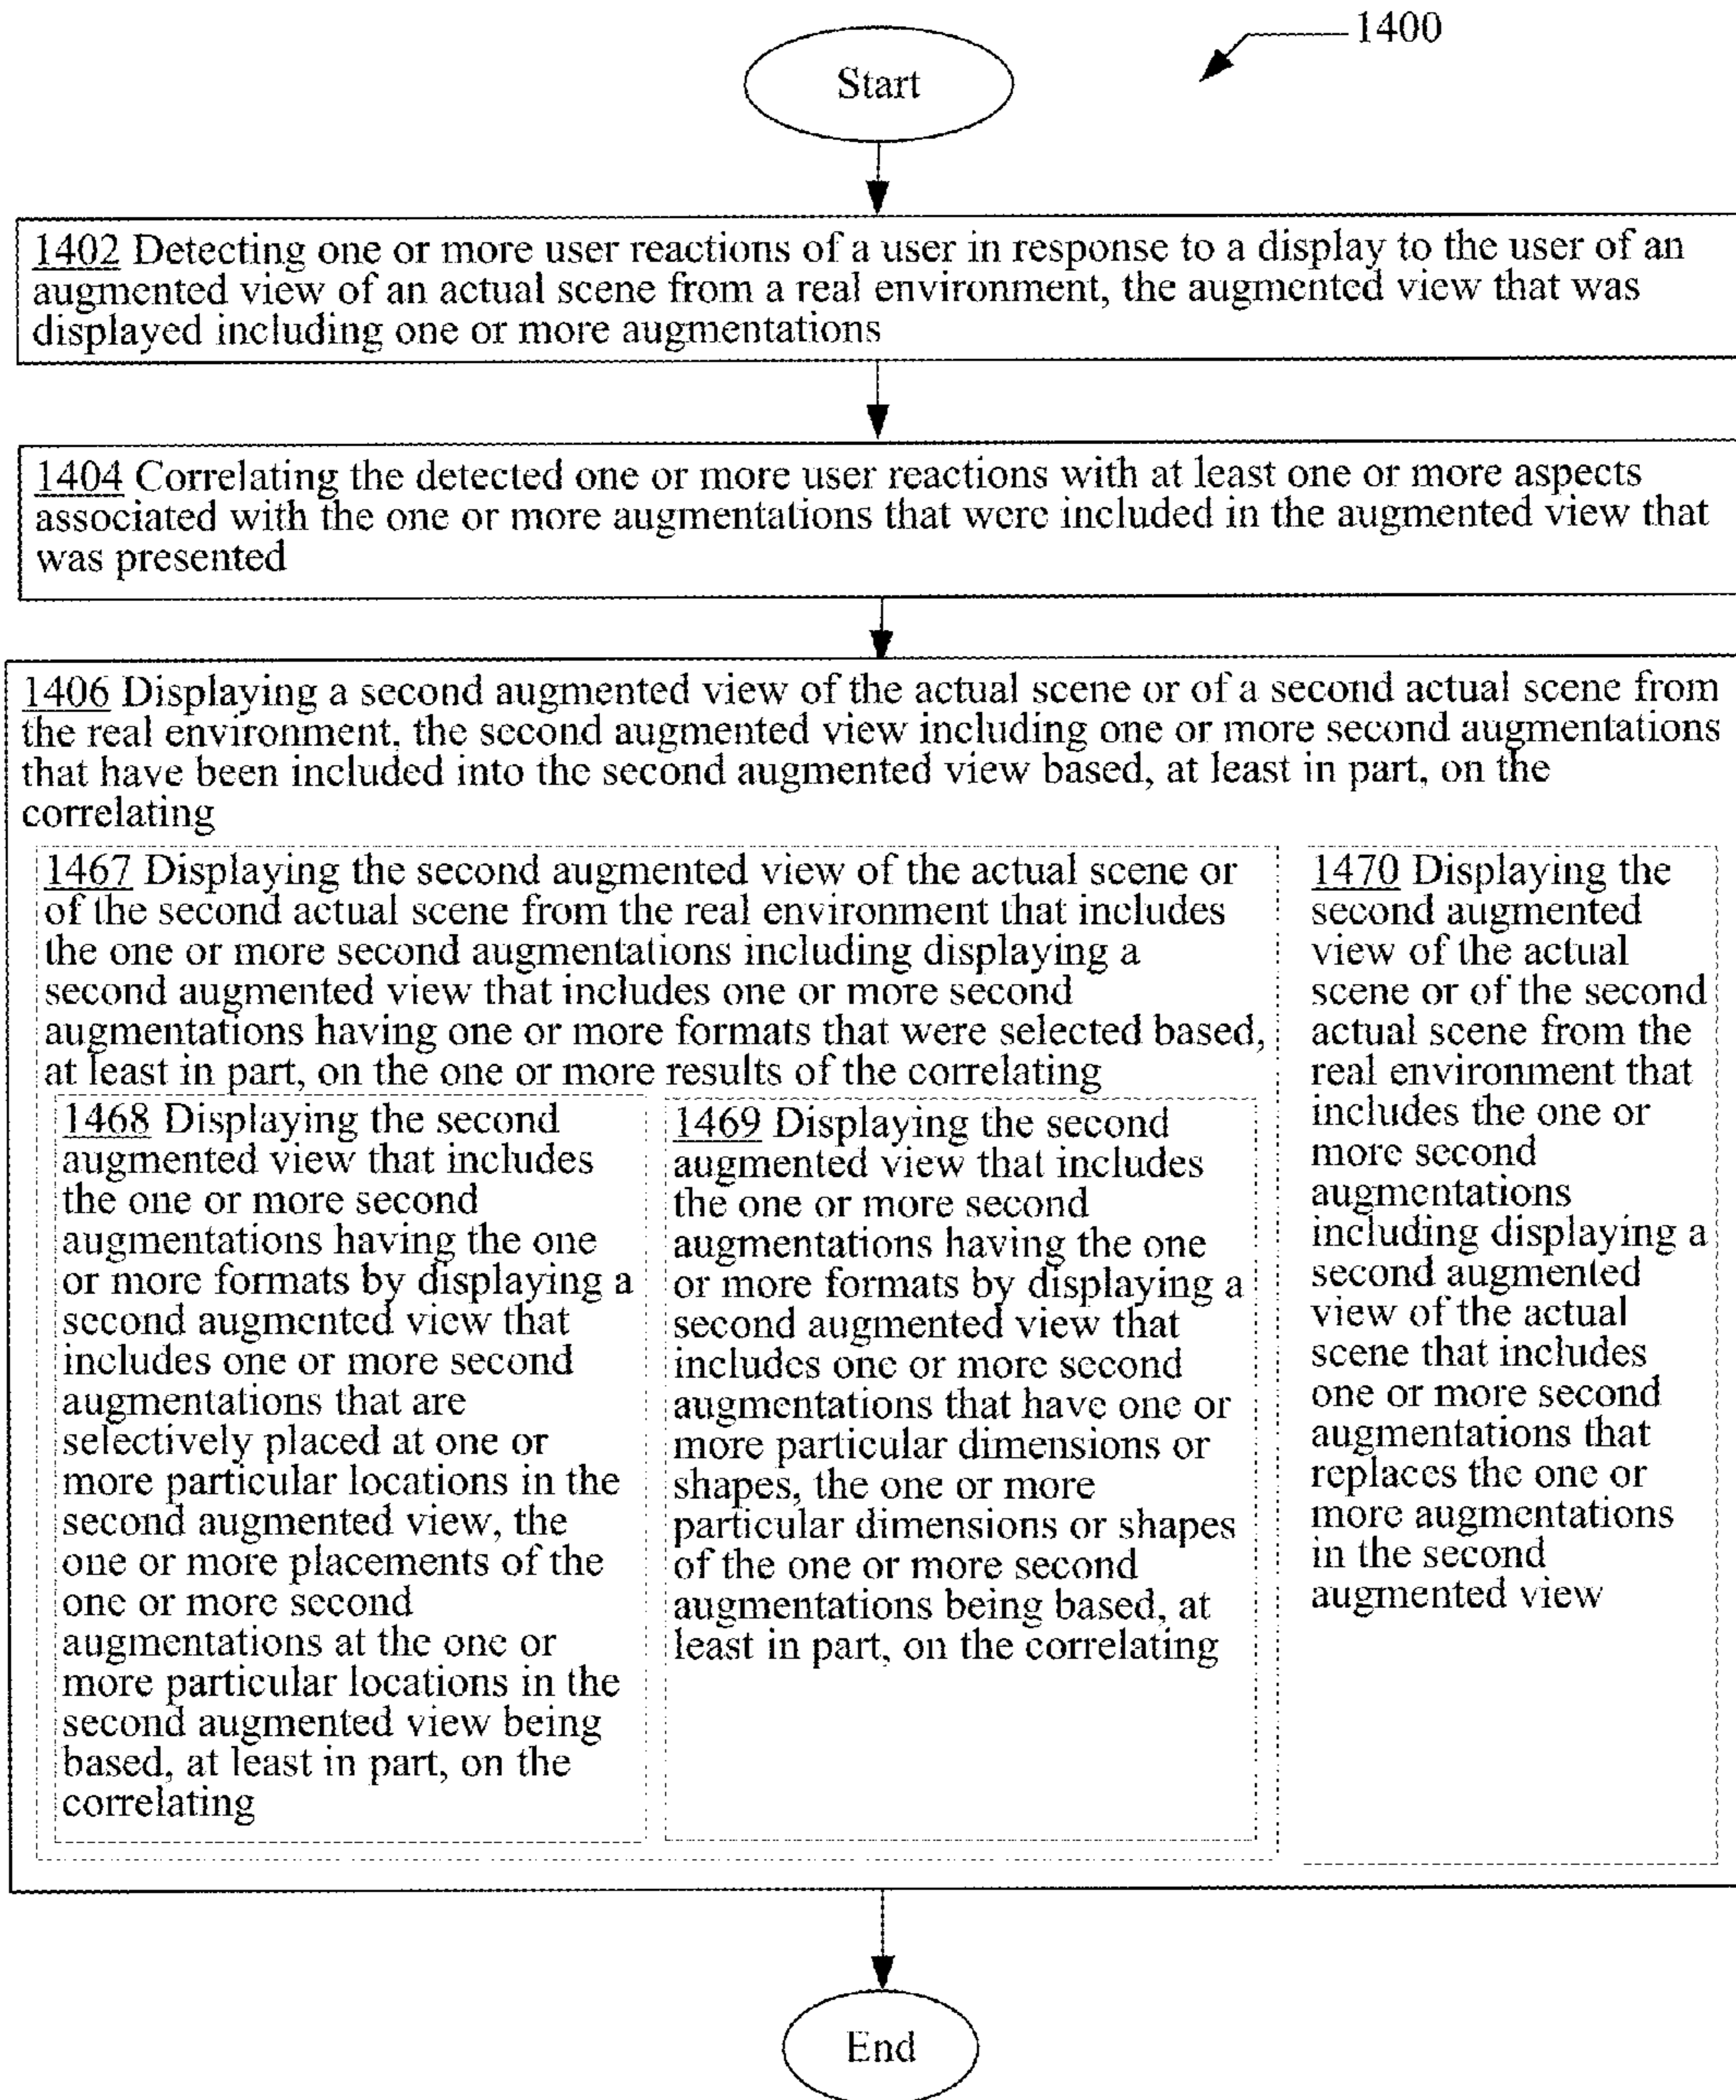 1400
Start
1402 Detecting one or more user reactions of a user in response to a display to the user of an
augmented view of an actual scene from a real environment, the augmented view that was
displayed including one or more augmentations
1404 Correlating the detected one or more user reactions with at least one or more aspects
associated with the one or more augmentations that were included in the augmented view that
was presented
1406 Displaying a second augmented view of the actual scene or of a second actual scene from
the real environment, the second augmented view including one or more second augmentations
that have been included into the second augmented view based, at least in part, on the
correlating
1467 Displaying the second augmented view of the actual scene or
of the second actual scene from the real environment that includes
the one or more second augmentations including displaying a
second augmented view that includes one or more second
augmentations having one or more formats that were selected based,
at least in part, on the one or more results of the correlating
1468 Displaying the second
augmented view that includes
the one or more second
augmentations having the one
or more formats by displaying a
second augmented view that
includes one or more second
augmentations that are
selectively placed at one or
more particular locations in the
second augmented view, the
one or more placements of the
one or more second
augmentations at the one or
more particular locations in the
second augmented view being
based, at least in part, on the
correlating
1469 Displaying the second
augmented view that includes
the one or more second
augmentations having the one
or more formats by displaying a
second augmented view that
includes one or more second
augmentations that have one or
more particular dimensions or
shapes, the one or more
particular dimensions or shapes
of the one or more second
augmentations being based, at
least in part, on the correlating
1470 Displaying the
second augmented
view of the actual
scene or of the second
actual scene from the
real environment that
includes the one or
more second
augmentations
including displaying a
second augmented
view of the actual
scene that includes
one or more second
augmentations that
replaces the one or
more augmentations
in the second
augmented view
End